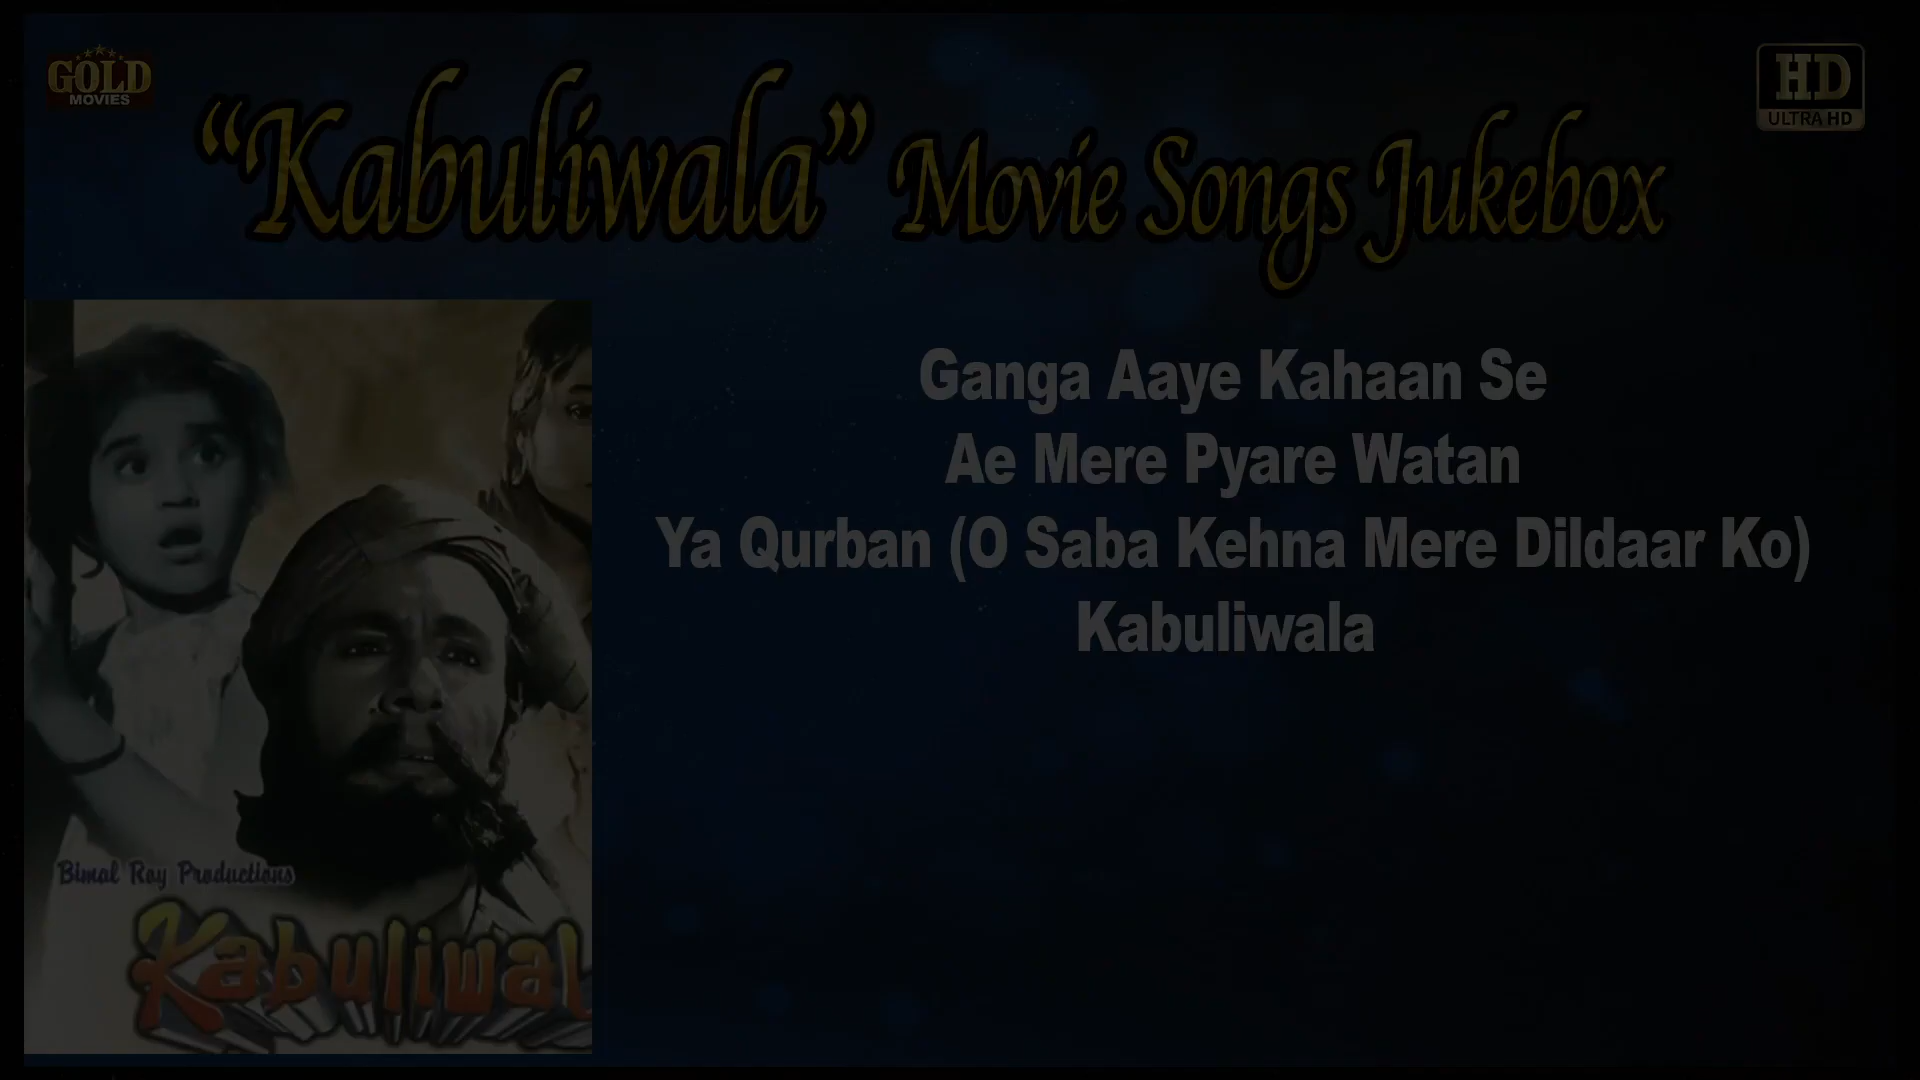 GOLD
MOVIES
HD
ULTRA HD
“Kabuliwala” Movie Songs Jukebox
Ganga Aaye Kahaan Se
Ae Mere Pyare Watan
Ya Qurban (O Saba Kehna Mere Dildaar Ko)
Kabuliwala
Bimal Roy Productions
Kabuliwal